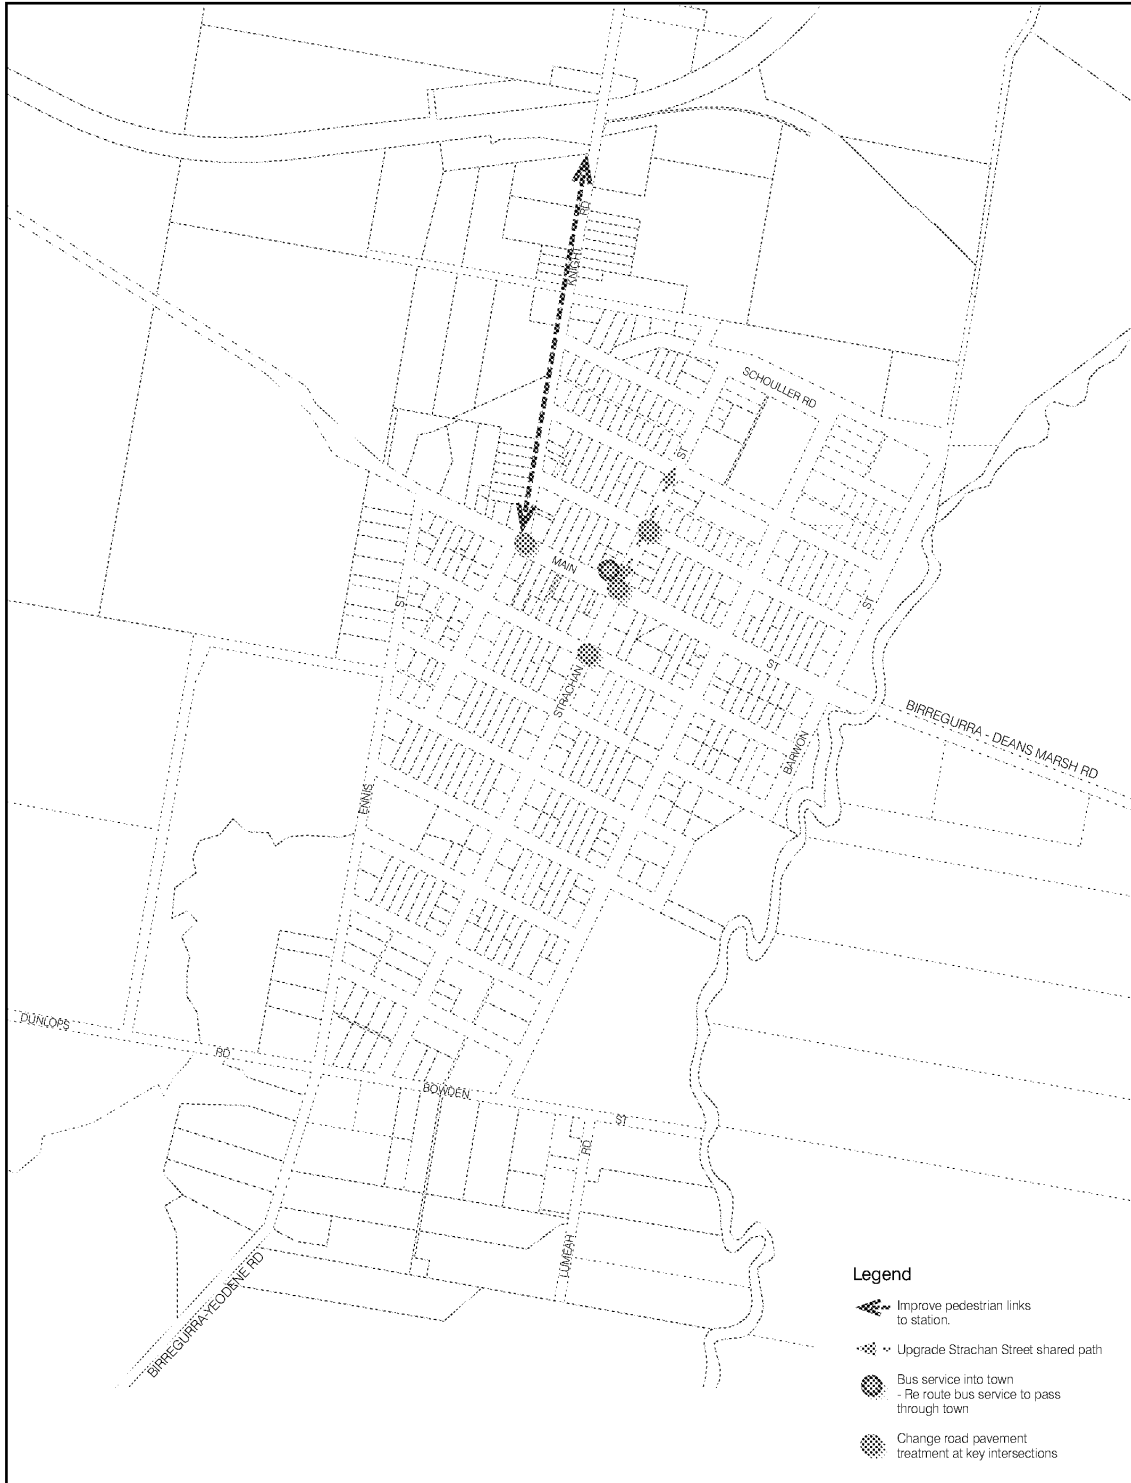 RD
KNIGHT
SCHOULLER RD
ST
MAIN
ST
ST
ST
STRACHAN
BIRREGURRA - DEANS MARSH RD
BARWON
ENNIS
DUNLOPS
RD
BOWDEN
ST
RD
LUMEAH
BIRREGURRA-YEODENE RD
Legend
Improve pedestrian links
to station.
Upgrade Strachan Street shared path
Bus service into town
- Re route bus service to pass
through town
Change road pavement
treatment at key intersections